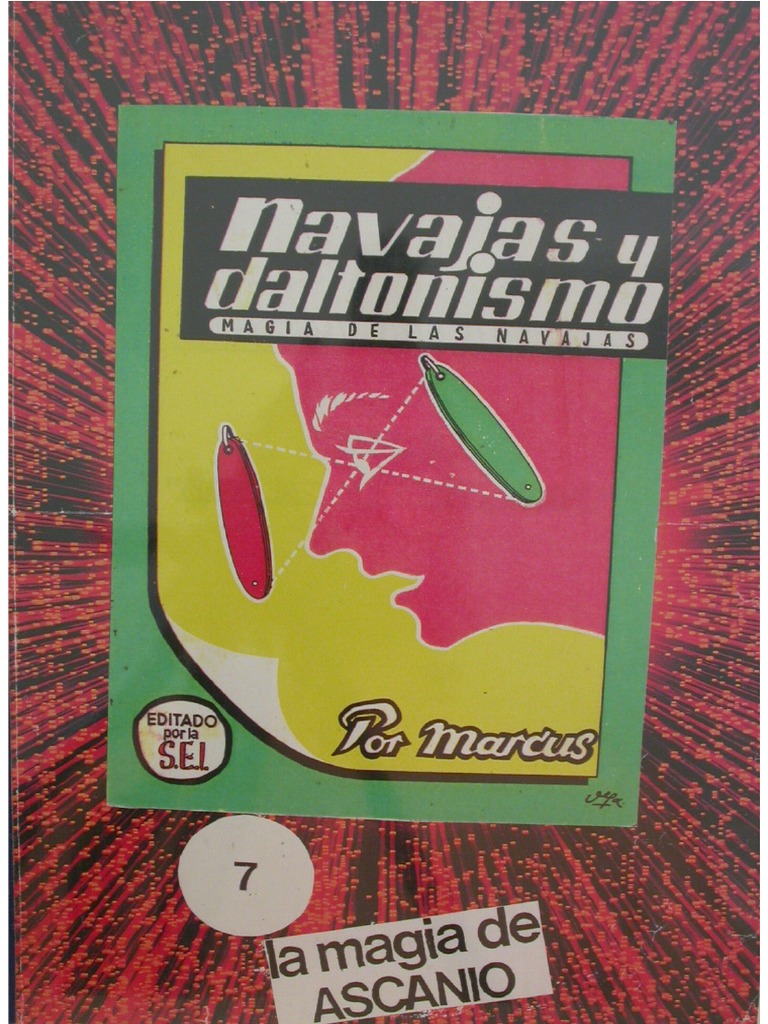 navajas y
daltonismo
MAGIA DE LAS NAVAJAS
EDITADO
por la
S.E.I.
Por Marcus
7
la magia de
ASCANIO